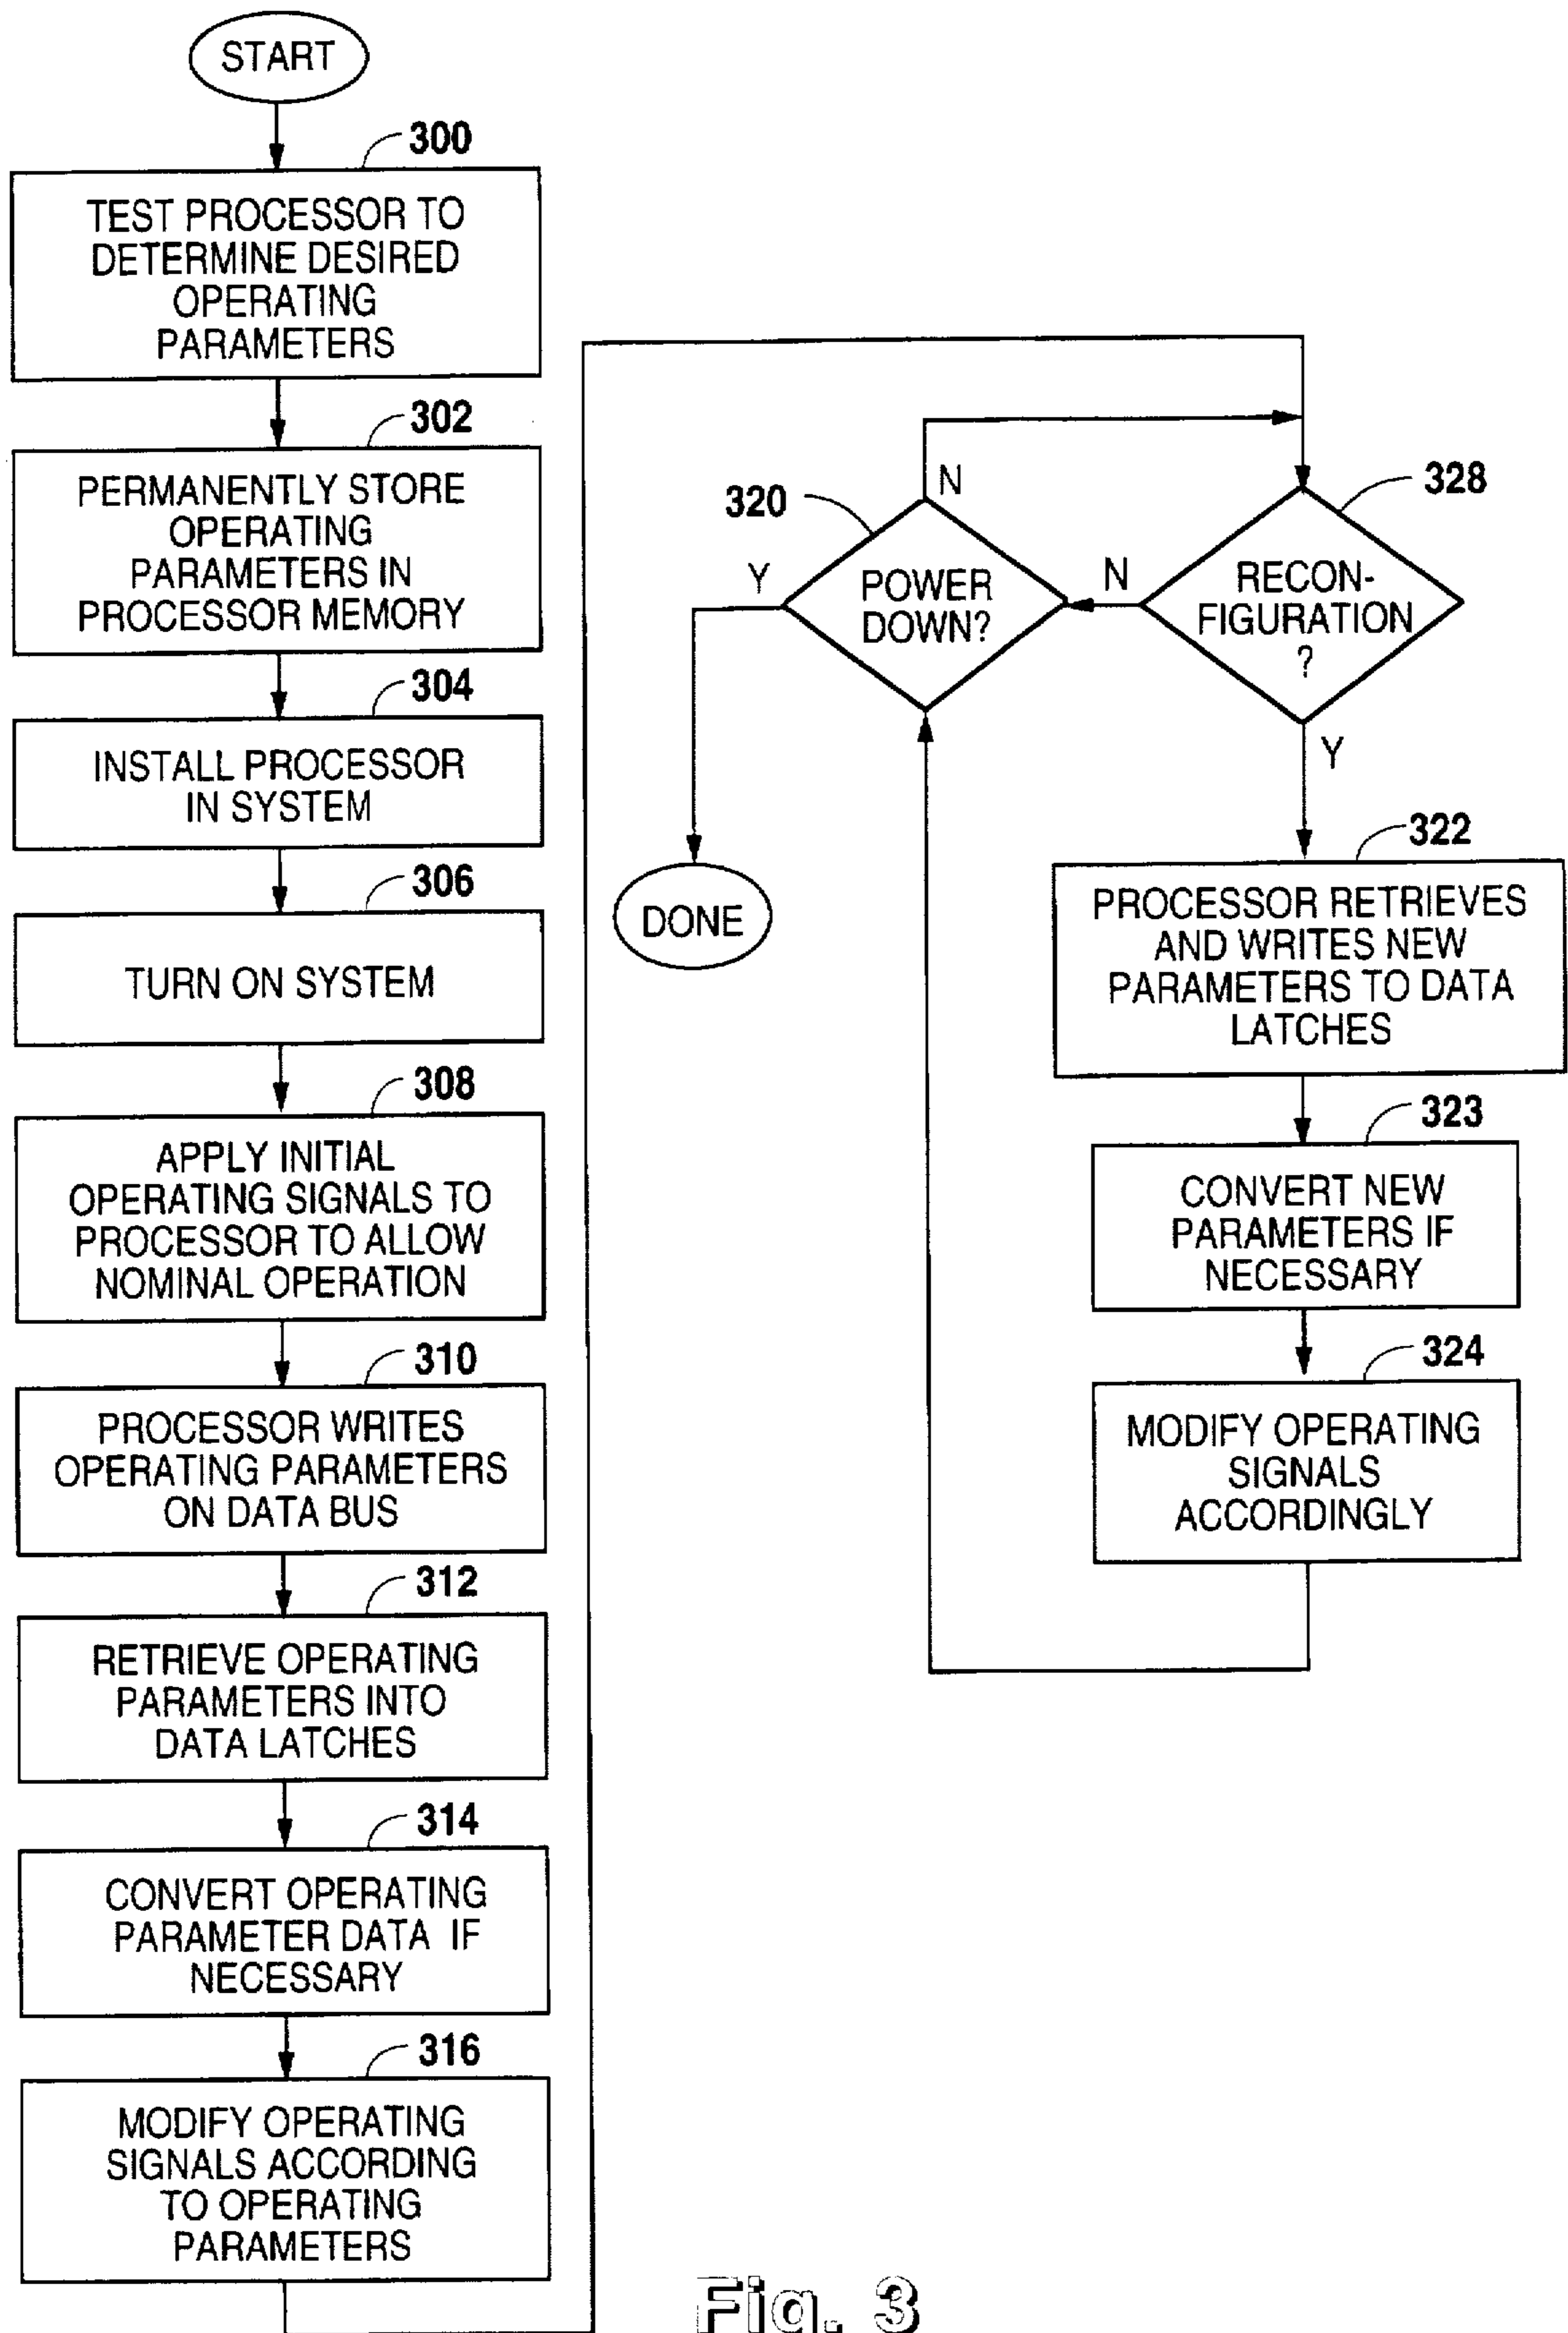 START
300
TEST PROCESSOR TO
DETERMINE DESIRED
OPERATING
PARAMETERS
302
PERMANENTLY STORE
OPERATING
PARAMETERS IN
PROCESSOR MEMORY
304
INSTALL PROCESSOR
IN SYSTEM
306
TURN ON SYSTEM
308
APPLY INITIAL
OPERATING SIGNALS TO
PROCESSOR TO ALLOW
NOMINAL OPERATION
310
PROCESSOR WRITES
OPERATING PARAMETERS
ON DATA BUS
312
RETRIEVE OPERATING
PARAMETERS INTO
DATA LATCHES
314
CONVERT OPERATING
PARAMETER DATA IF
NECESSARY
316
MODIFY OPERATING
SIGNALS ACCORDING
TO OPERATING
PARAMETERS
328
RECON-
FIGURATION
?
N
Y
320
POWER
DOWN?
N
Y
DONE
322
PROCESSOR RETRIEVES
AND WRITES NEW
PARAMETERS TO DATA
LATCHES
323
CONVERT NEW
PARAMETERS IF
NECESSARY
324
MODIFY OPERATING
SIGNALS
ACCORDINGLY
Fig. 3